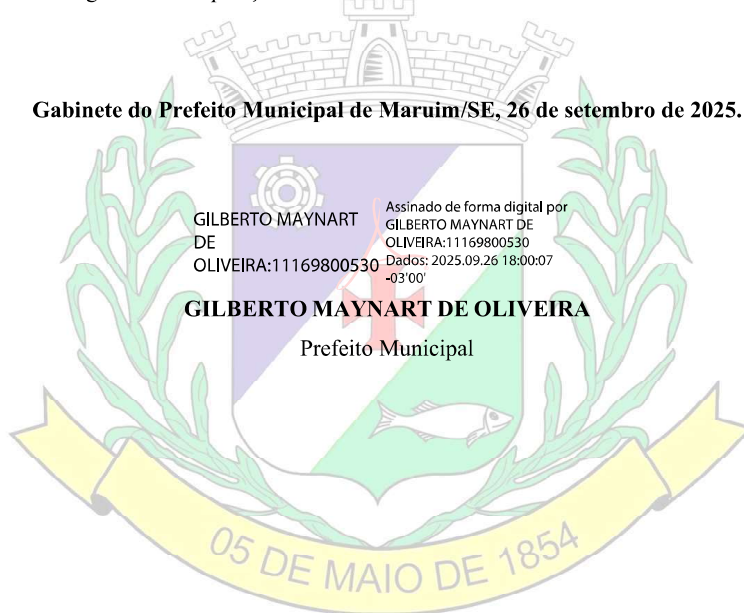 Gabinete do Prefeito Municipal de Maruim/SE, 26 de setembro de 2025.
GILBERTO MAYNART
DE
OLIVEIRA:11169800530
Assinado de forma digital por
GILBERTO MAYNART DE
OLIVEIRA:11169800530
Dados: 2025.09.26 18:00:07
-03'00'
GILBERTO MAYNART DE OLIVEIRA
Prefeito Municipal
05 DE MAIO DE 1854